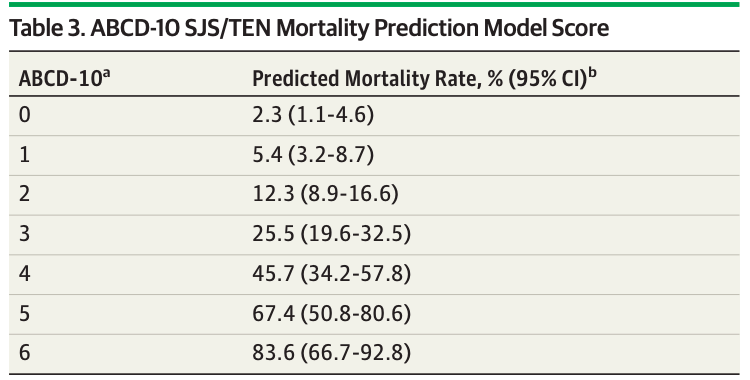 Table 3. ABCD-10 SJS/TEN Mortality Prediction Model Score
ABCD-10a Predicted Mortality Rate, % (95% CI)b
0 2.3 (1.1-4.6)
1 5.4 (3.2-8.7)
2 12.3 (8.9-16.6)
3 25.5 (19.6-32.5)
4 45.7 (34.2-57.8)
5 67.4 (50.8-80.6)
6 83.6 (66.7-92.8)